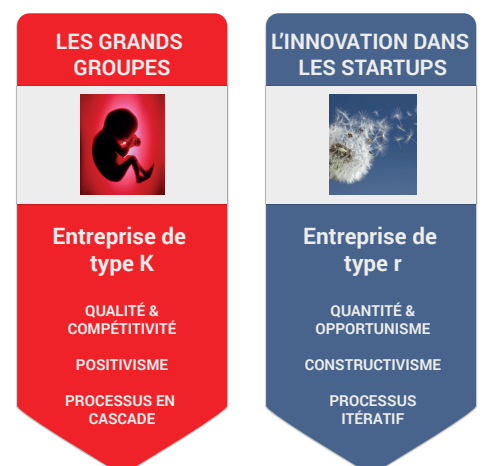 LES GRANDS
GROUPES
Entreprise de
type K
QUALITÉ &
COMPÉTITIVITÉ
POSITIVISME
PROCESSUS EN
CASCADE
L'INNOVATION DANS
LES STARTUPS
Entreprise de
type r
QUANTITÉ &
OPPORTUNISME
CONSTRUCTIVISME
PROCESSUS
ITÉRATIF